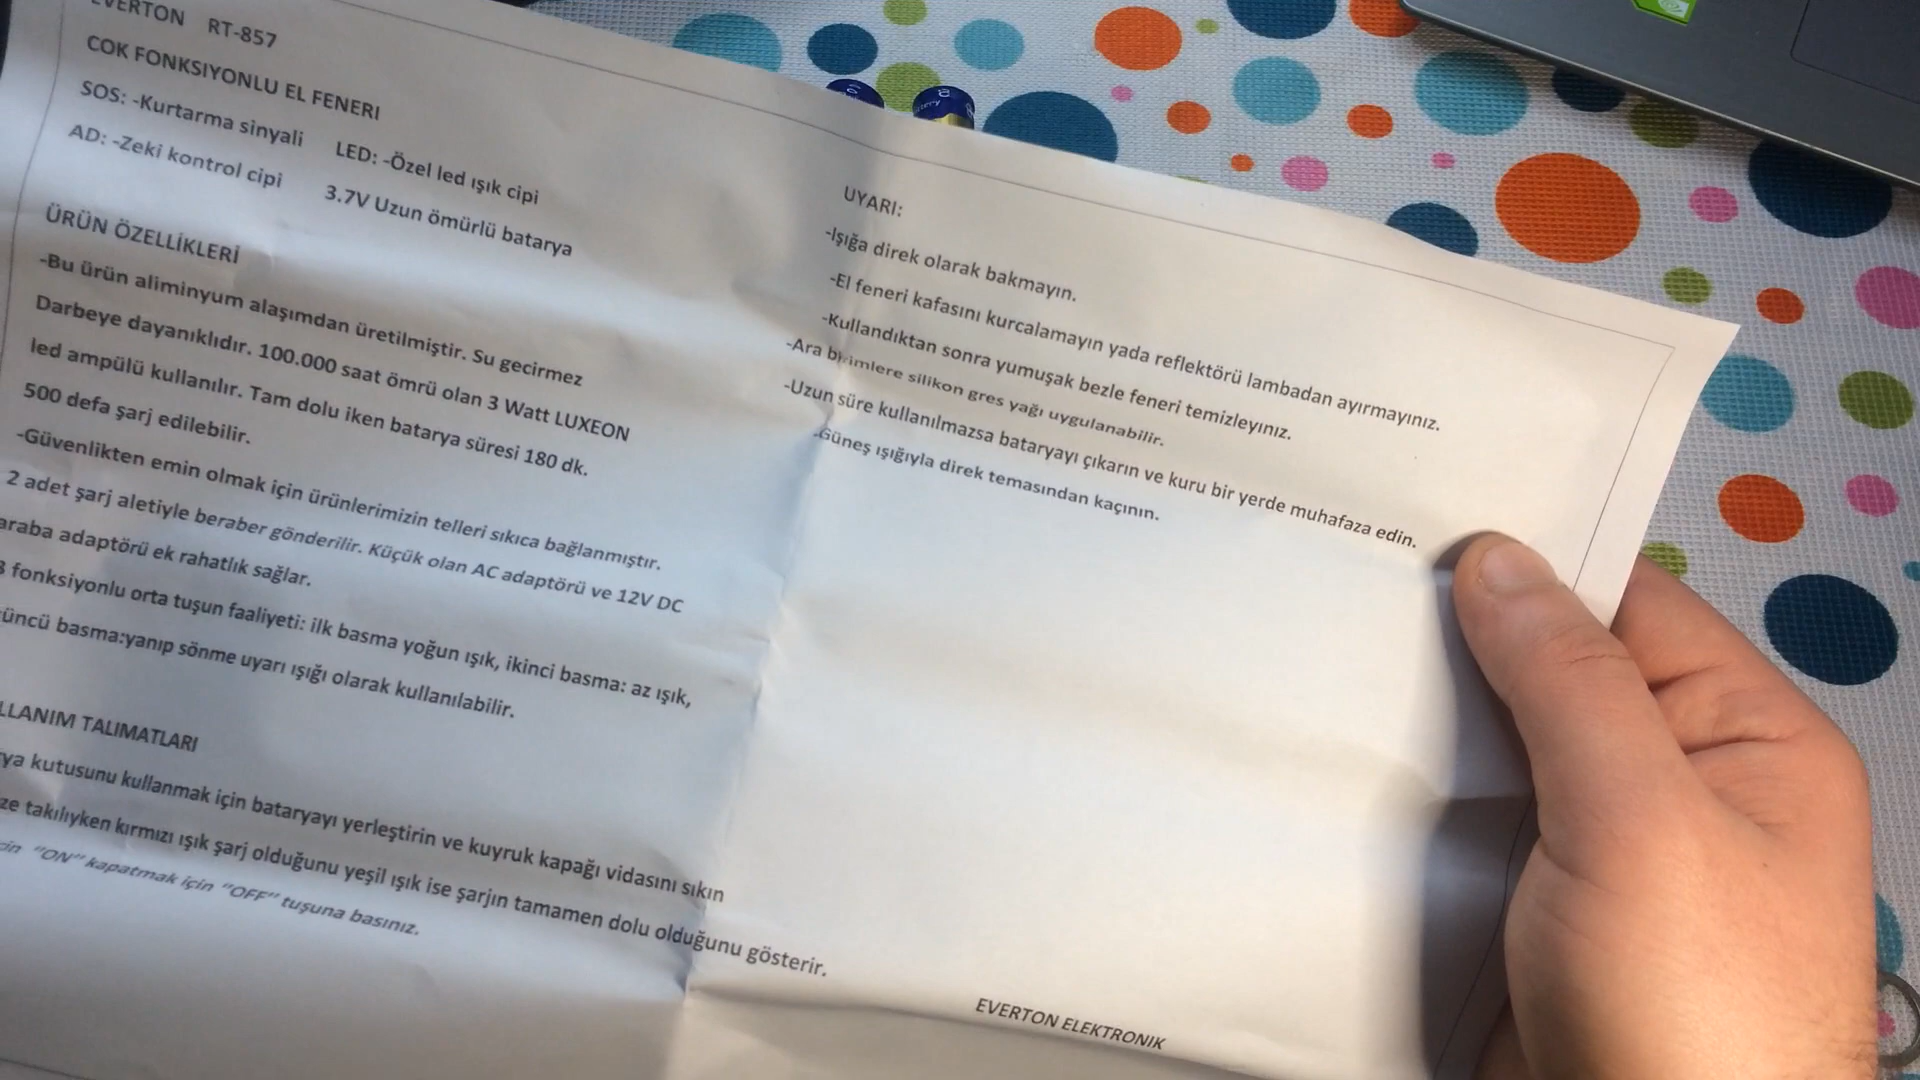 EVERTON RT-857
COK FONKSIYONLU EL FENERI
SOS: -Kurtarma sinyali LED: -Özel led ışık cipi
AD: -Zeki kontrol cipi 3.7V Uzun ömürlü batarya
ÜRÜN ÖZELLİKLERİ
-Bu ürün aliminyum alaşımdan üretilmiştir. Su gecirmez
Darbeye dayanıklıdır. 100.000 saat ömrü olan 3 Watt LUXEON
led ampülü kullanılır. Tam dolu iken batarya süresi 180 dk.
500 defa şarj edilebilir.
-Güvenlikten emin olmak için ürünlerimizin telleri sıkıca bağlanmıştır.
2 adet şarj aletiyle beraber gönderilir. Küçük olan AC adaptörü ve 12V DC
araba adaptörü ek rahatlık sağlar.
3 fonksiyonlu orta tuşun faaliyeti: ilk basma yoğun ışık, ikinci basma: az ışık,
üncü basma:yanıp sönme uyarı ışığı olarak kullanılabilir.
LLANIM TALIMATLARI
ya kutusunu kullanmak için bataryayı yerleştirin ve kuyruk kapağı vidasını sıkın
ze takılıyken kırmızı ışık şarj olduğunu yeşil ışık ise şarjın tamamen dolu olduğunu gösterir.
in "ON" kapatmak için "OFF" tuşuna basınız.
UYARI:
-Işığa direk olarak bakmayın.
-El feneri kafasını kurcalamayın yada reflektörü lambadan ayırmayınız.
-Kullandıktan sonra yumuşak bezle feneri temizleyiniz.
-Ara birimlere silikon gres yağı uygulanabilir.
-Uzun süre kullanılmazsa bataryayı çıkarın ve kuru bir yerde muhafaza edin.
-Güneş ışığıyla direk temasından kaçının.
EVERTON ELEKTRONIK